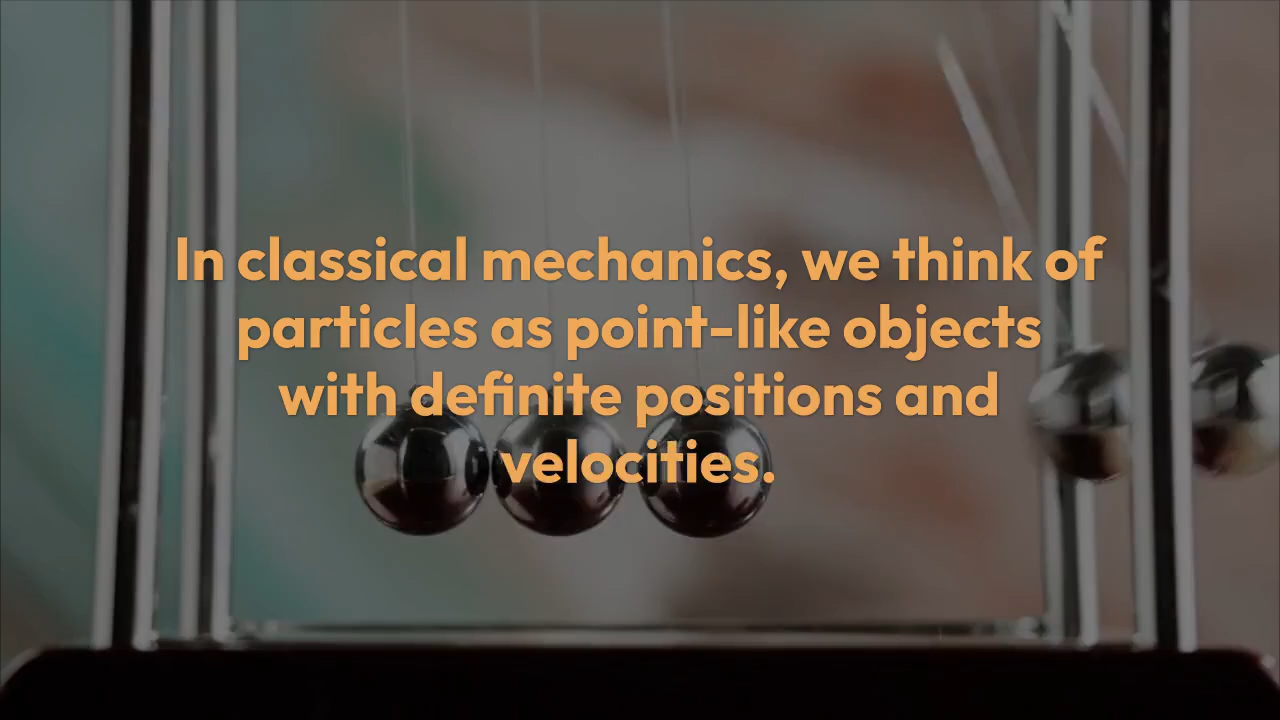 In classical mechanics, we think of
particles as point-like objects
with definite positions and
velocities.